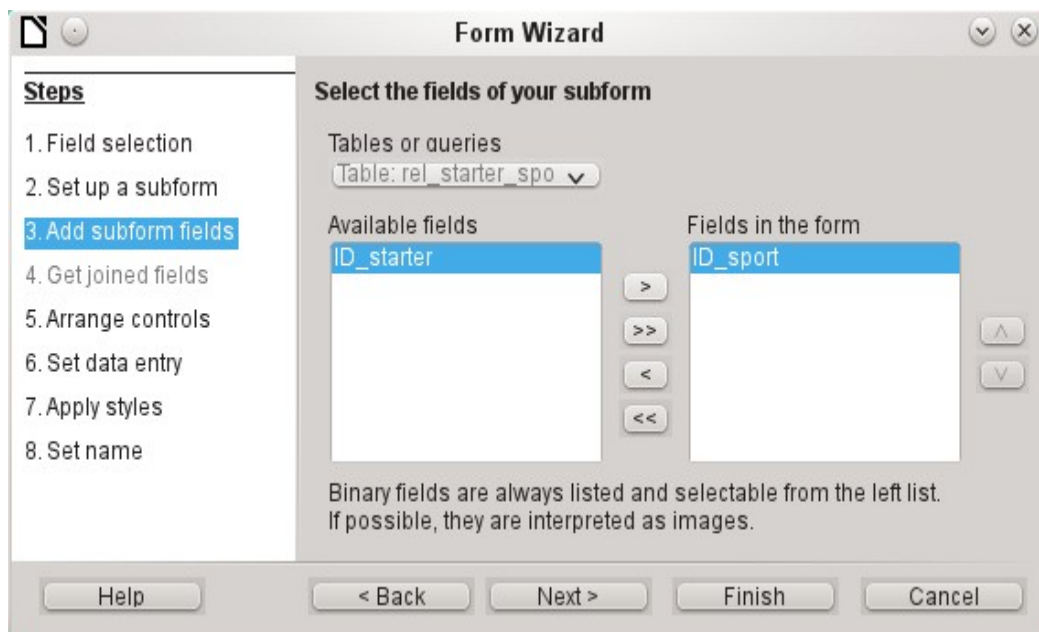 Form Wizard
Steps
1. Field selection
2. Set up a subform
3. Add subform fields
4. Get joined fields
5. Arrange controls
6. Set data entry
7. Apply styles
8. Set name
Select the fields of your subform
Tables or queries
Table: rel_starter_spo
Available fields
ID_starter
>
>>
<
<<
Fields in the form
ID_sport
Binary fields are always listed and selectable from the left list.
If possible, they are interpreted as images.
Help
< Back
Next >
Finish
Cancel